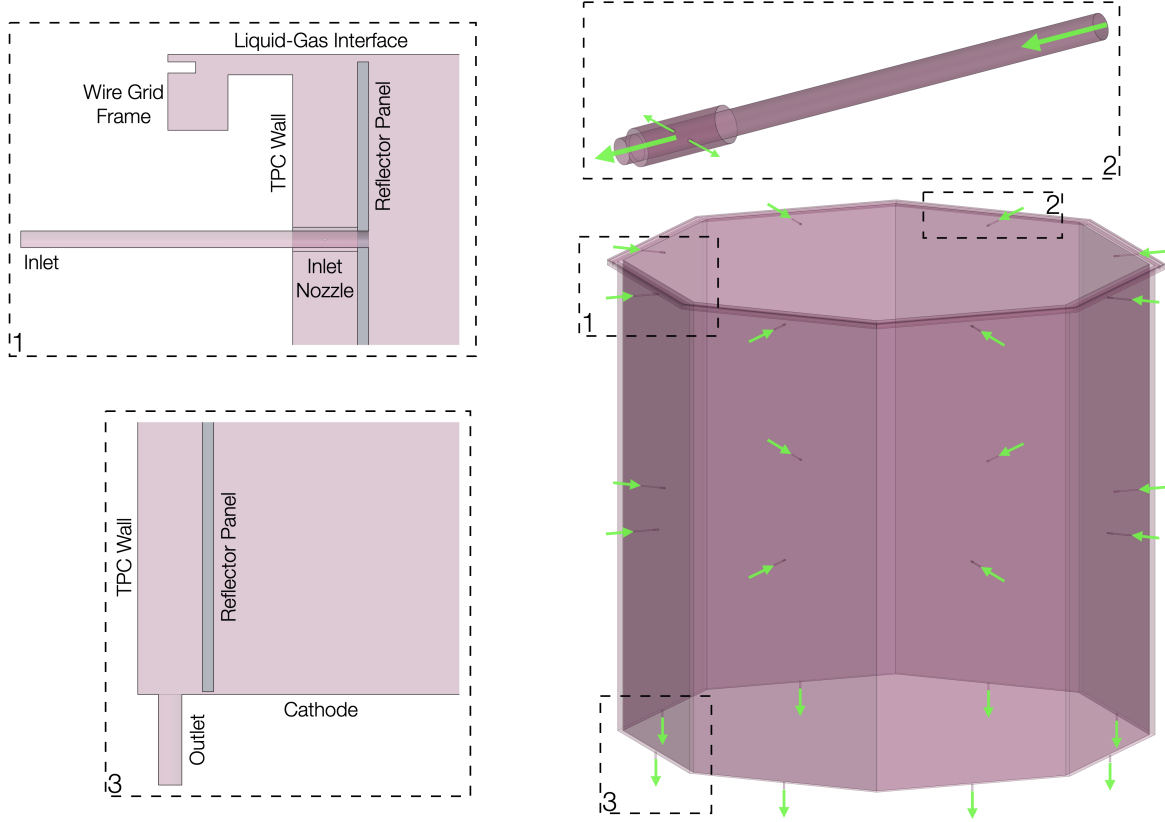 Liquid-Gas Interface
Wire Grid
Frame
TPC Wall
Reflector Panel
Inlet
Inlet
Nozzle
1
2
2
1
3
TPC Wall
Reflector Panel
Cathode
Outlet
3